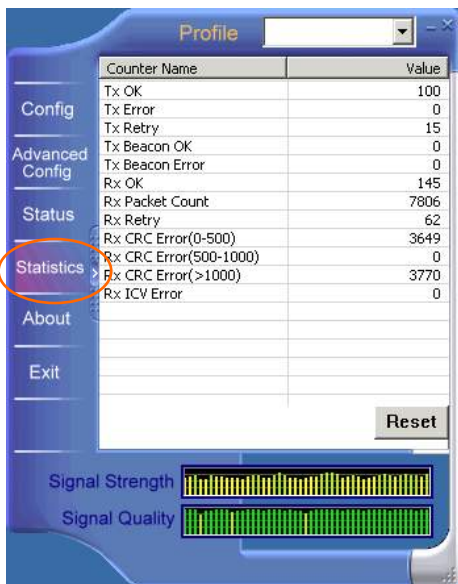 Profile
Config
Advanced
Config
Status
Statistics
About
Exit
Counter Name Value
Tx OK 100
Tx Error 0
Tx Retry 15
Tx Beacon OK 0
Tx Beacon Error 0
Rx OK 145
Rx Packet Count 7806
Rx Retry 62
Rx CRC Error(0-500) 3649
Rx CRC Error(500-1000) 0
Rx CRC Error(>1000) 3770
Rx ICV Error 0
Reset
Signal Strength
Signal Quality